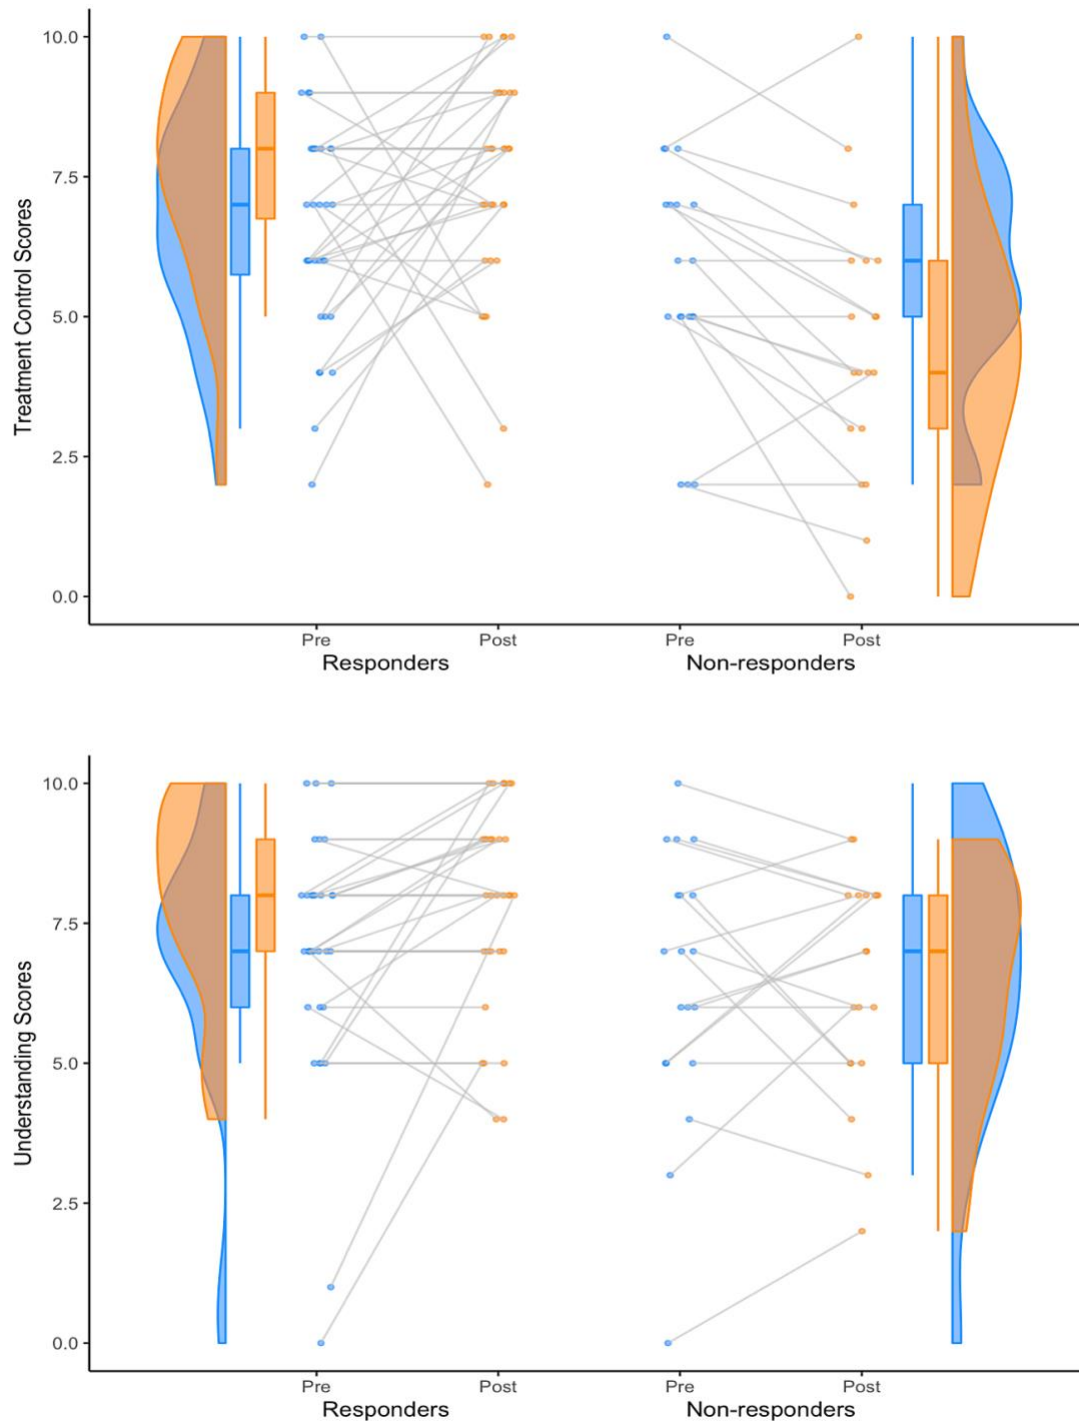 Treatment Control Scores
10.0
7.5
5.0
2.5
0.0
Pre Post Pre Post
Responders Non-responders
Understanding Scores
10.0
7.5
5.0
2.5
0.0
Pre Post Pre Post
Responders Non-responders